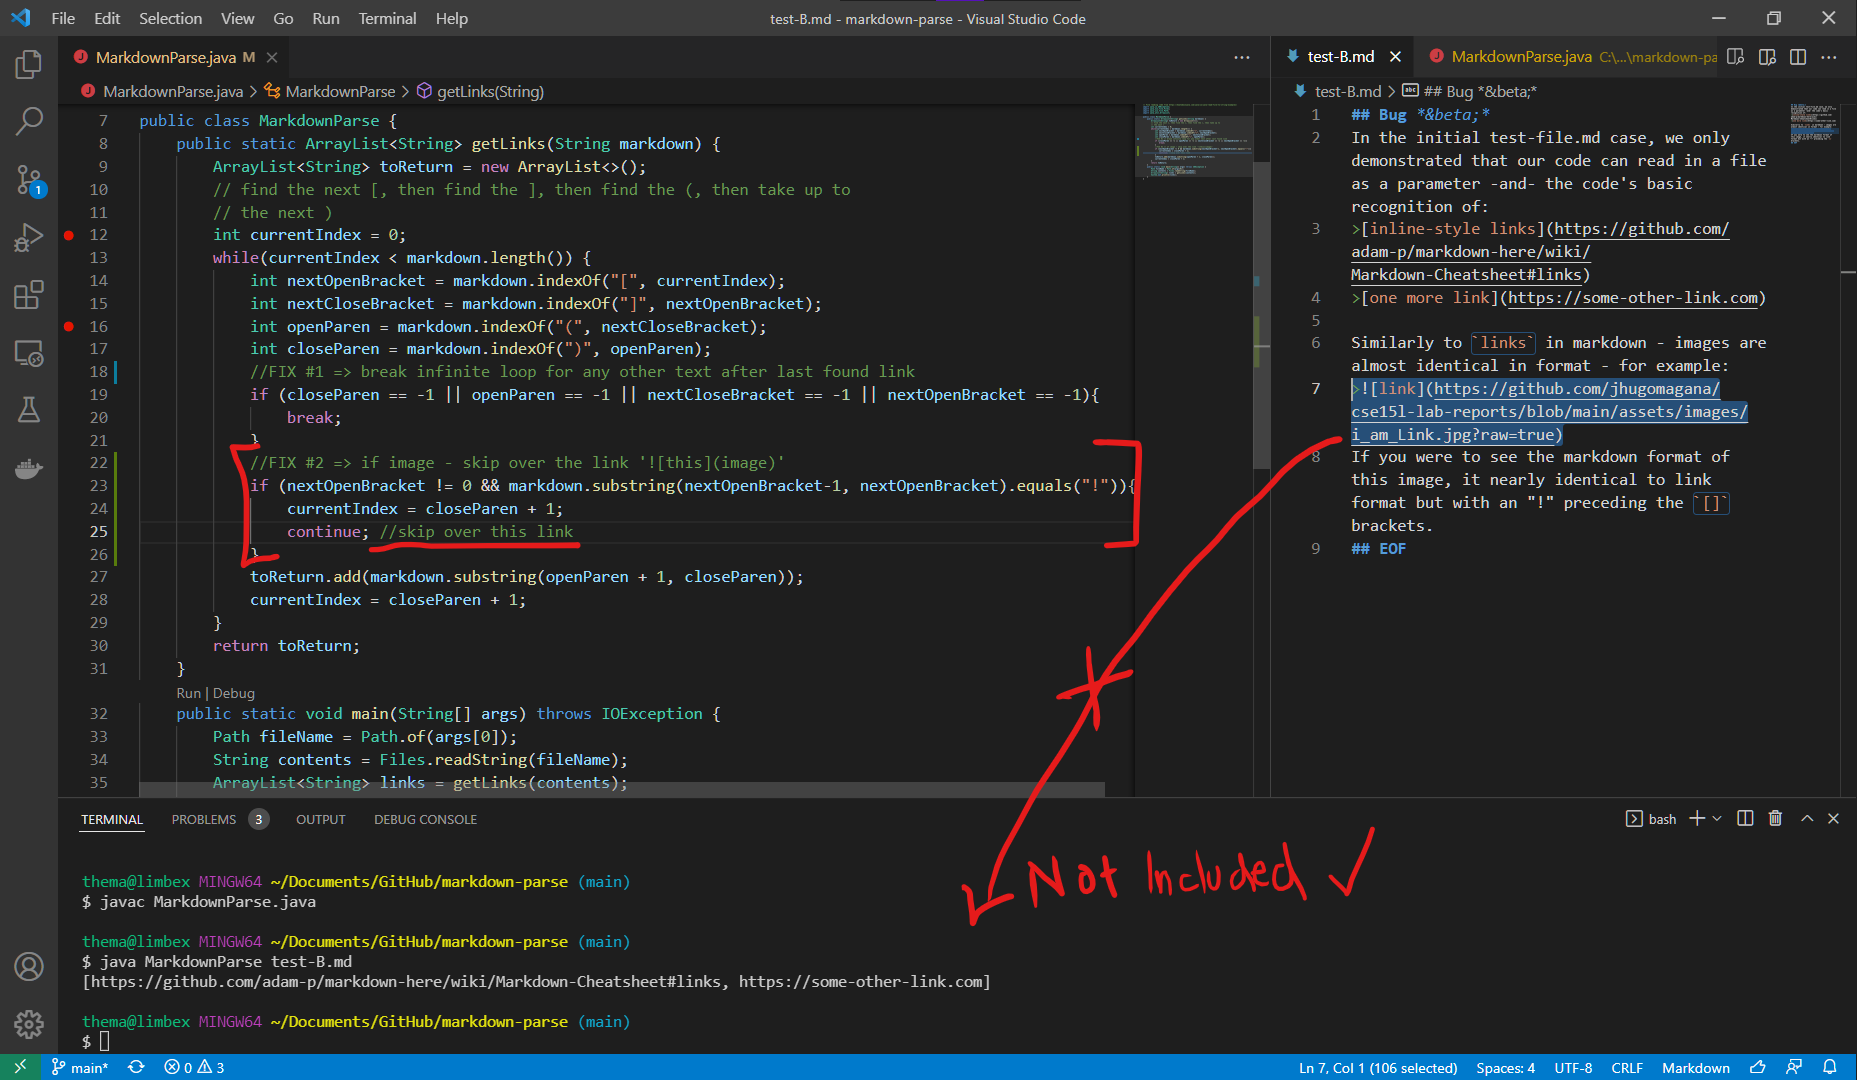 File Edit Selection View Go Run Terminal Help
test-B.md - markdown-parse - Visual Studio Code
MarkdownParse.java M
MarkdownParse.java > MarkdownParse > getLinks(String)
7 public class MarkdownParse {
8 public static ArrayList<String> getLinks(String markdown) {
9 ArrayList<String> toReturn = new ArrayList<>();
10 // find the next [, then find the ], then find the (, then take up to
11 // the next )
12 int currentIndex = 0;
13 while(currentIndex < markdown.length()) {
14 int nextOpenBracket = markdown.indexOf("[", currentIndex);
15 int nextCloseBracket = markdown.indexOf("]", nextOpenBracket);
16 int openParen = markdown.indexOf("(", nextCloseBracket);
17 int closeParen = markdown.indexOf(")", openParen);
18 //FIX #1 => break infinite loop for any other text after last found link
19 if (closeParen == -1 || openParen == -1 || nextCloseBracket == -1 || nextOpenBracket == -1){
20 break;
21 }
22 //FIX #2 => if image - skip over the link '![this](image)'
23 if (nextOpenBracket != 0 && markdown.substring(nextOpenBracket-1, nextOpenBracket).equals("!")){
24 currentIndex = closeParen + 1;
25 continue; //skip over this link
26 }
27 toReturn.add(markdown.substring(openParen + 1, closeParen));
28 currentIndex = closeParen + 1;
29 }
30 return toReturn;
31 }
Run | Debug
32 public static void main(String[] args) throws IOException {
33 Path fileName = Path.of(args[0]);
34 String contents = Files.readString(fileName);
35 ArrayList<String> links = getLinks(contents);
test-B.md
MarkdownParse.java C:\...\markdown-pa
test-B.md > ## Bug *&beta;*
1 ## Bug *&beta;*
2 In the initial test-file.md case, we only
demonstrated that our code can read in a file
as a parameter -and- the code's basic
recognition of:
3 >[inline-style links](https://github.com/
adam-p/markdown-here/wiki/
Markdown-Cheatsheet#links)
4 >[one more link](https://some-other-link.com)
5
6 Similarly to `links` in markdown - images are
almost identical in format - for example:
7 >![link](https://github.com/jhugomagana/
cse15l-lab-reports/blob/main/assets/images/
i_am_Link.jpg?raw=true)
8 If you were to see the markdown format of
this image, it nearly identical to link
format but with an "!" preceding the `[]`
brackets.
9 ## EOF
TERMINAL PROBLEMS 3 OUTPUT DEBUG CONSOLE
bash
Not Included ✓
thema@limbex MINGW64 ~/Documents/GitHub/markdown-parse (main)
$ javac MarkdownParse.java
thema@limbex MINGW64 ~/Documents/GitHub/markdown-parse (main)
$ java MarkdownParse test-B.md
[https://github.com/adam-p/markdown-here/wiki/Markdown-Cheatsheet#links, https://some-other-link.com]
thema@limbex MINGW64 ~/Documents/GitHub/markdown-parse (main)
$
1
main* 0 3
Ln 7, Col 1 (106 selected) Spaces: 4 UTF-8 CRLF Markdown